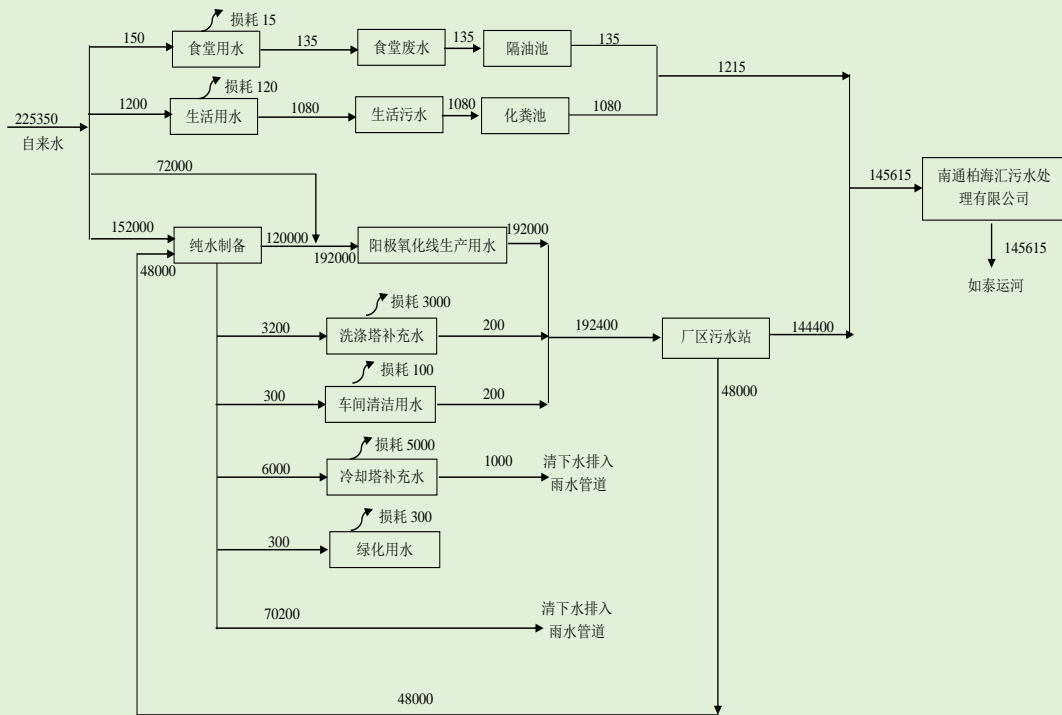 损耗 15
150
食堂用水
135
食堂废水
135
隔油池
135
1215
损耗 120
1200
生活用水
1080
生活污水
1080
化粪池
1080
225350
自来水
72000
145615
南通柏海汇污水处
理有限公司
145615
如泰运河
152000
纯水制备
120000
192000
阳极氧化线生产用水
192000
48000
损耗 3000
3200
洗涤塔补充水
200
192400
厂区污水站
144400
损耗 100
300
车间清洁用水
200
48000
损耗 5000
6000
冷却塔补充水
1000
清下水排入
雨水管道
损耗 300
300
绿化用水
70200
清下水排入
雨水管道
48000